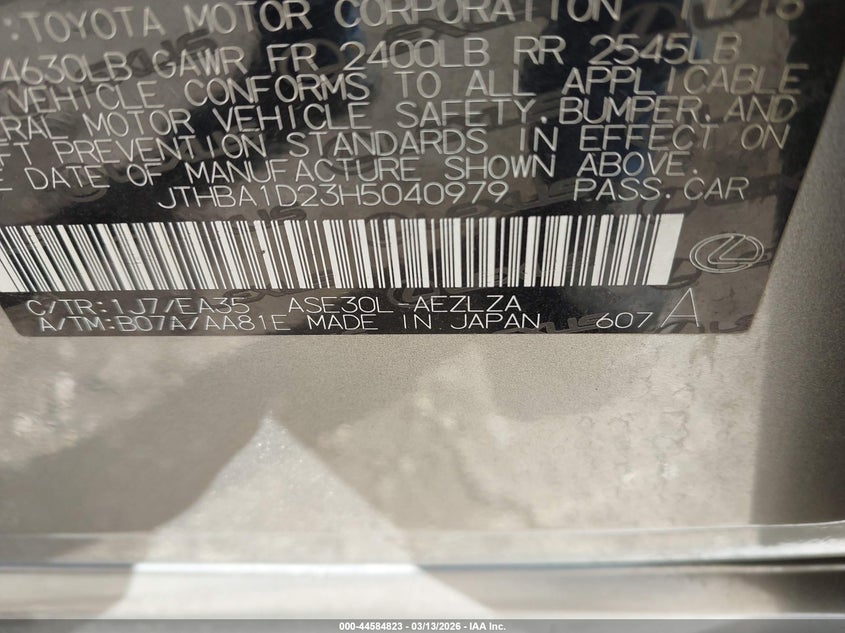 :TOYOTA MOTOR CORPORATION
4630LB GAWR FR 2400LB RR 2545LB
VEHICLE CONFORMS TO ALL APPLICABLE
ERAL MOTOR VEHICLE SAFETY,BUMPER,AND
FT PREVENTION STANDARDS IN EFFECT ON
E DATE OF MANUFACTURE SHOWN ABOVE.
JTHBA1D23H5040979 PASS.CAR
C/TR:1J7/EA35 ASE30L-AEZLZA
A/TM:B07A/AA81E MADE IN JAPAN 607 A
000-44584823 - 03/13/2026 - IAA Inc.